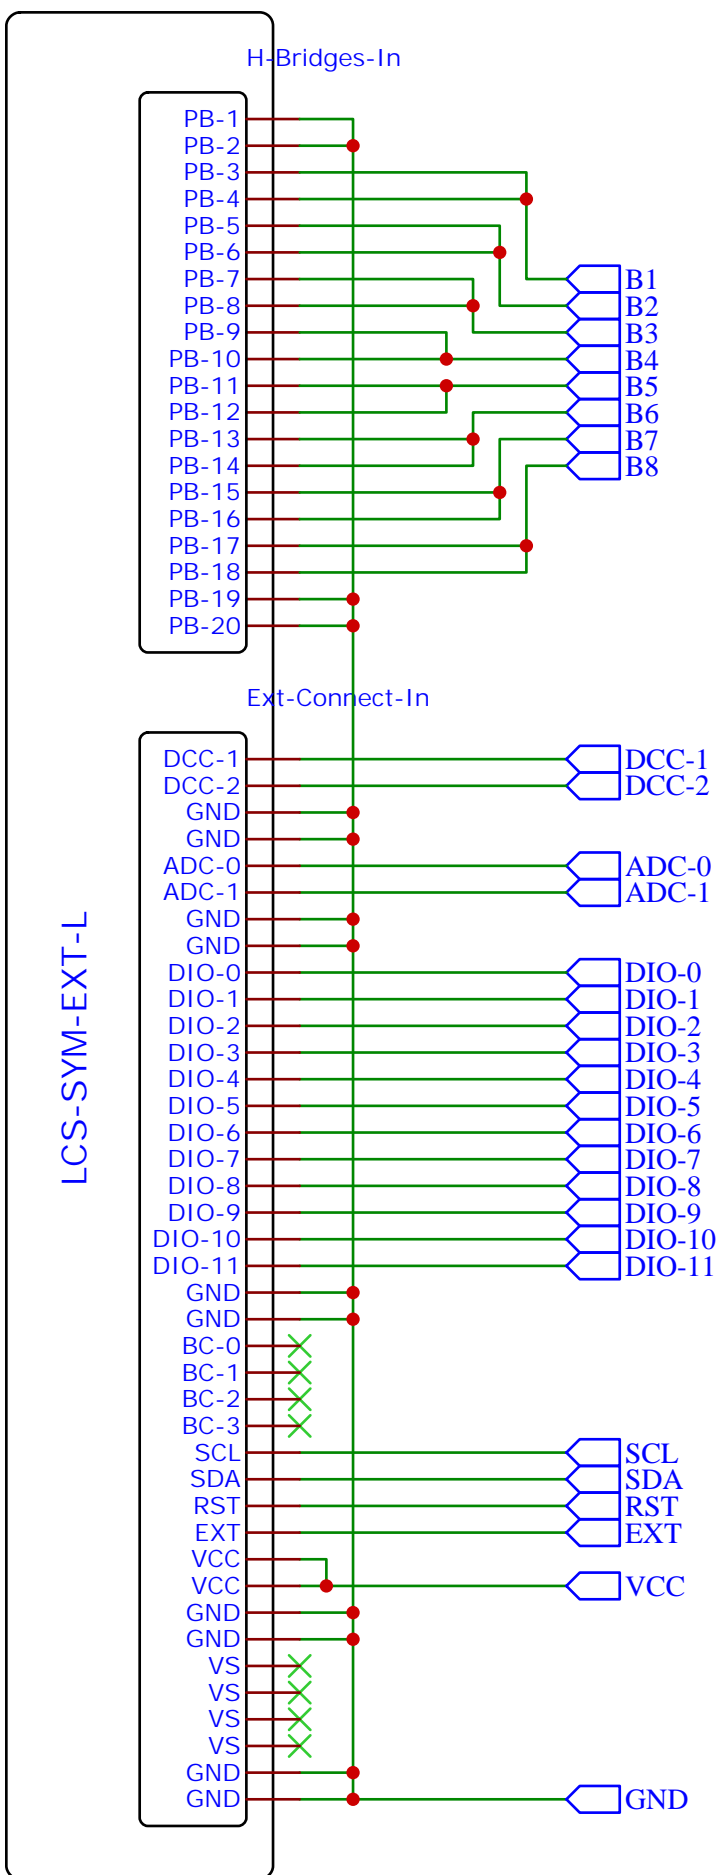 H-Bridges-In
PB-1
PB-2
PB-3
PB-4
PB-5
PB-6
PB-7
PB-8
PB-9
PB-10
PB-11
PB-12
PB-13
PB-14
PB-15
PB-16
PB-17
PB-18
PB-19
PB-20
B1
B2
B3
B4
B5
B6
B7
B8
Ext-Connect-In
DCC-1
DCC-2
GND
GND
ADC-0
ADC-1
GND
GND
DIO-0
DIO-1
DIO-2
DIO-3
DIO-4
DIO-5
DIO-6
DIO-7
DIO-8
DIO-9
DIO-10
DIO-11
GND
GND
BC-0
BC-1
BC-2
BC-3
SCL
SDA
RST
EXT
VCC
VCC
GND
GND
VS
VS
VS
VS
GND
GND
DCC-1
DCC-2
ADC-0
ADC-1
DIO-0
DIO-1
DIO-2
DIO-3
DIO-4
DIO-5
DIO-6
DIO-7
DIO-8
DIO-9
DIO-10
DIO-11
SCL
SDA
RST
EXT
VCC
GND
LCS-SYM-EXT-L